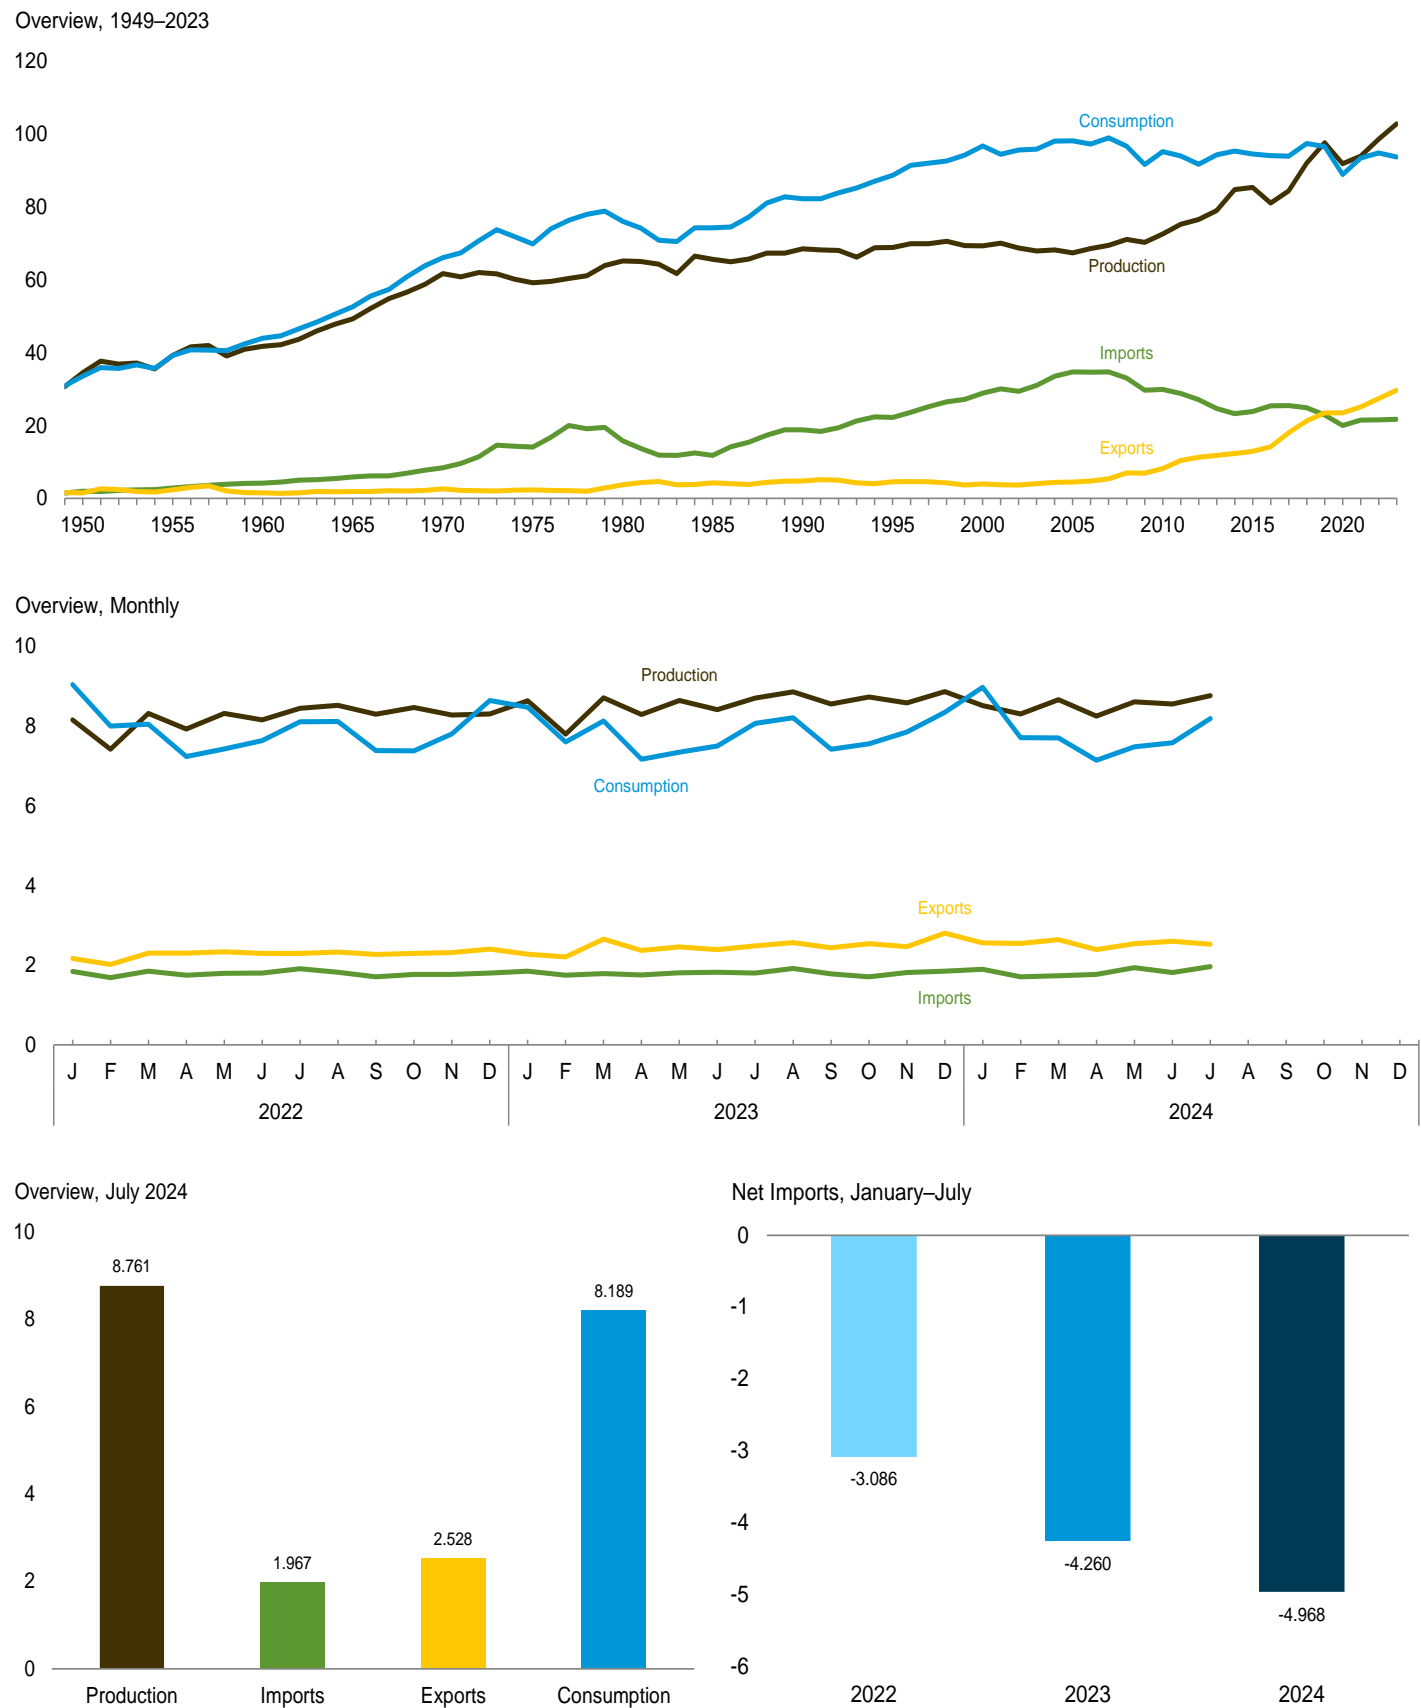 Overview, 1949–2023
120
100
80
60
40
20
0
Consumption
Production
Imports
Exports
1950 1955 1960 1965 1970 1975 1980 1985 1990 1995 2000 2005 2010 2015 2020
Overview, Monthly
10
8
6
4
2
0
Production
Consumption
Exports
Imports
J F M A M J J A S O N D J F M A M J J A S O N D J F M A M J J A S O N D
2022 2023 2024
Overview, July 2024
10
8
6
4
2
0
8.761
1.967
2.528
8.189
Production Imports Exports Consumption
Net Imports, January–July
0
-1
-2
-3
-4
-5
-6
-3.086
-4.260
-4.968
2022 2023 2024